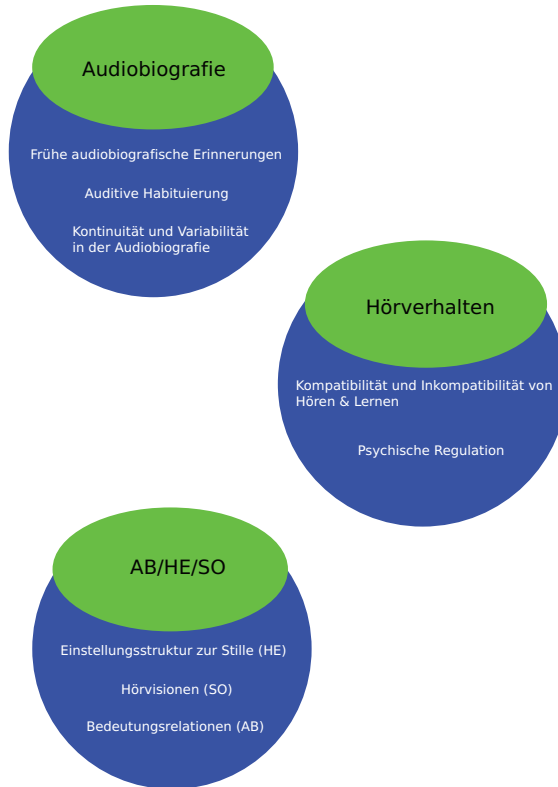 Audiobiografie
Frühe audiobiografische Erinnerungen
Auditive Habituierung
Kontinuität und Variabilität
in der Audiobiografie
Hörverhalten
Kompatibilität und Inkompatibilität von
Hören & Lernen
Psychische Regulation
AB/HE/SO
Einstellungsstruktur zur Stille (HE)
Hörvisionen (SO)
Bedeutungsrelationen (AB)